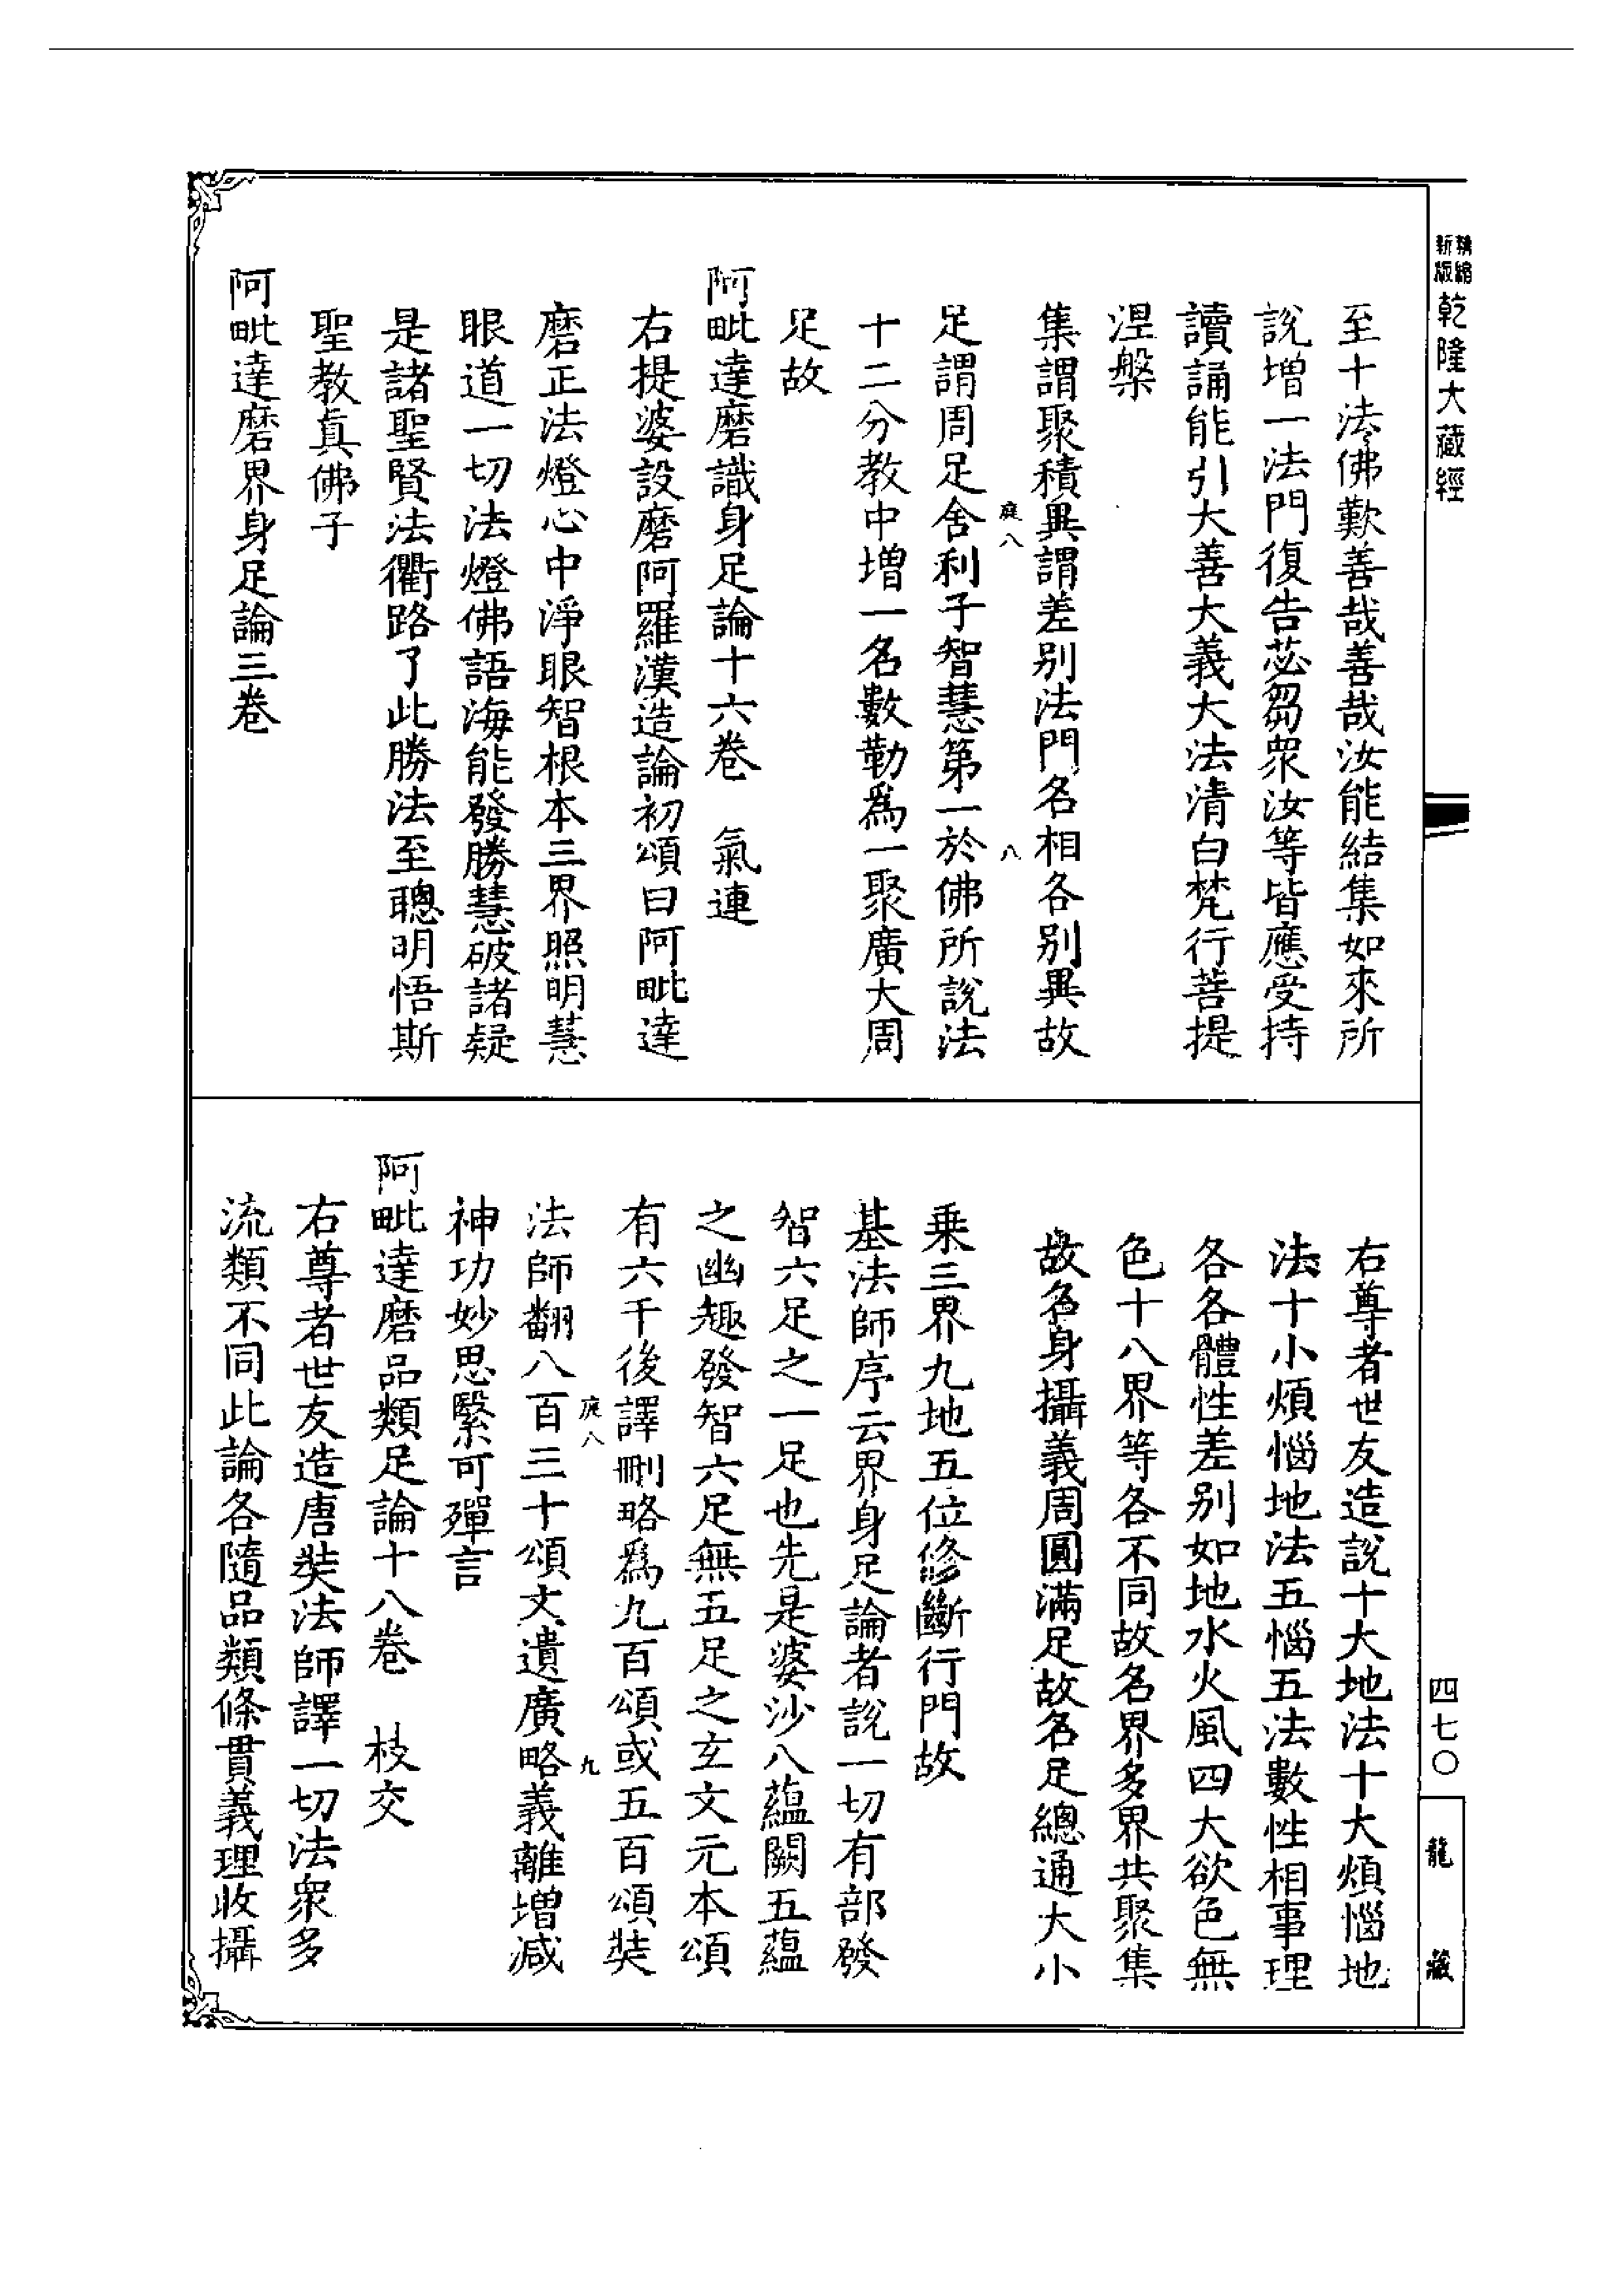 新版精縮
乾隆大藏經
至十法佛歎善哉善哉汝能結集如來所
說增一法門復告苾芻衆汝等皆應受持
讀誦能引大善大義大法清白梵行菩提
涅槃
集謂聚積異謂差别法門名相各别異故
庭八
八
足謂周足舍利子智慧第一於佛所說法
十二分教中增一名數勒爲一聚廣大周
足故
阿毗達磨識身足論十六卷　氣連
右提婆設磨阿羅漢造論初頌曰阿毗達
磨正法燈心中淨眼智根本三界照明慧
眼道一切法燈佛語海能發勝慧破諸疑
是諸聖賢法衢路了此勝法至聰明悟斯
聖教真佛子
阿毗達磨界身足論三卷
右尊者世友造說十大地法十大煩惱地
法十小煩惱地法五惱五法數性相事理
各各體性差别如地水火風四大欲色無
色十八界等各不同故名界多界共聚集
故名身攝義周圓滿足故名足總通大小
乗三界九地五位修斷行門故
基法師序云界身足論者說一切有部發
智六足之一足也先是婆沙八蘊闕五蘊
之幽趣發智六足無五足之玄文元本頌
有六千後譯刪略爲九百頌或五百頌奘
庭八
九
法師翻八百三十頌文遺廣略義離增减
神功妙思緊可殫言
阿毗達磨品類足論十八卷　枝交
右尊者世友造唐奘法師譯一切法衆多
流類不同此論各隨品類條貫義理收攝
四七〇
龍藏